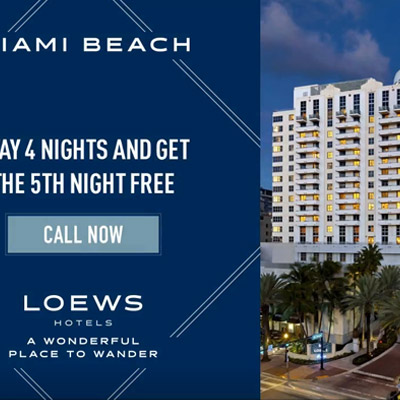 IAMI BEACH
AY 4 NIGHTS AND GET
THE 5TH NIGHT FREE
CALL NOW
LOEWS
HOTELS
A WONDERFUL
PLACE TO WANDER